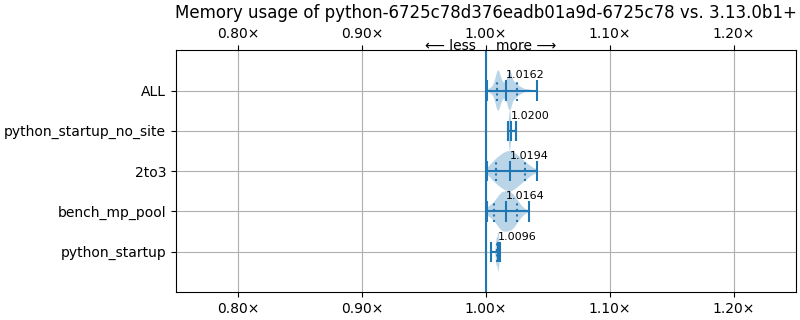 Memory usage of python-6725c78d376eadb01a9d-6725c78 vs. 3.13.0b1+
0.80× 0.90× 1.00× 1.10× 1.20×
⟵ less more ⟶
ALL 1.0162
python_startup_no_site 1.0200
2to3 1.0194
bench_mp_pool 1.0164
python_startup 1.0096
0.80× 0.90× 1.00× 1.10× 1.20×